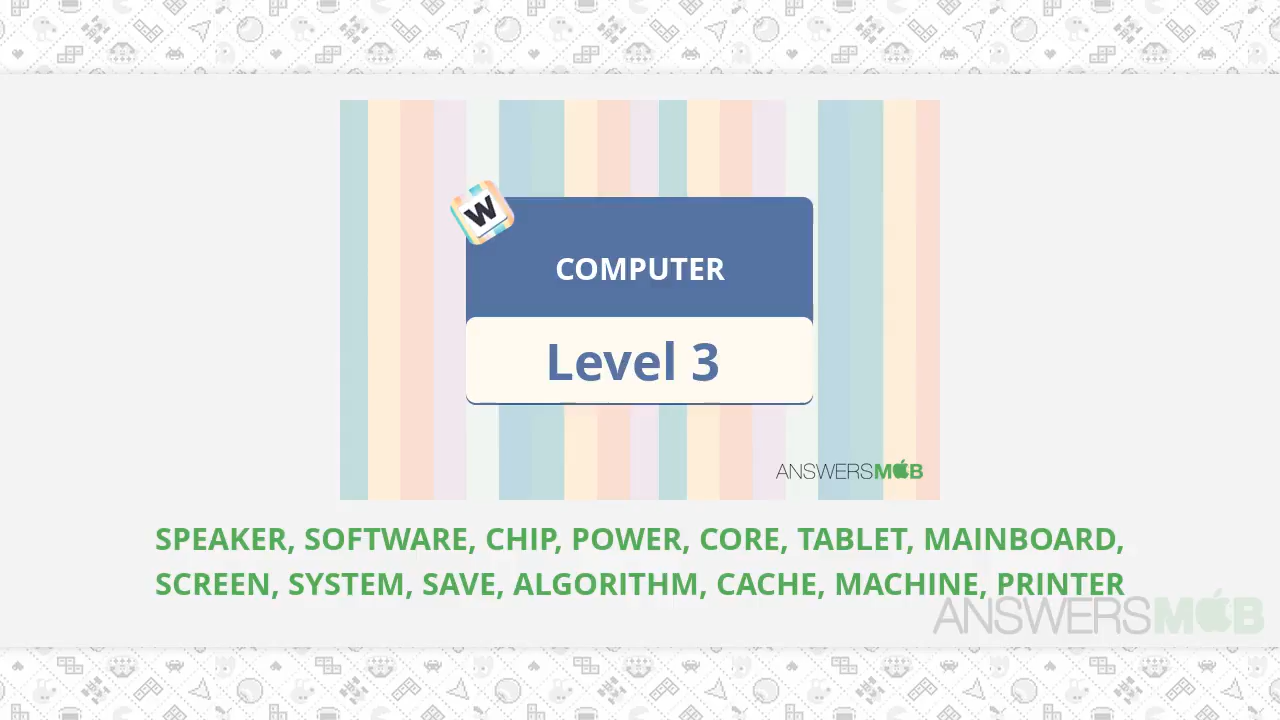 W
COMPUTER
Level 3
ANSWERSMOB
SPEAKER, SOFTWARE, CHIP, POWER, CORE, TABLET, MAINBOARD,
SCREEN, SYSTEM, SAVE, ALGORITHM, CACHE, MACHINE, PRINTER
ANSWERSMOB